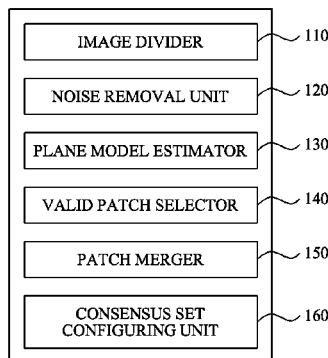 IMAGE DIVIDER 110
NOISE REMOVAL UNIT 120
PLANE MODEL ESTIMATOR 130
VALID PATCH SELECTOR 140
PATCH MERGER 150
CONSENSUS SET
CONFIGURING UNIT 160